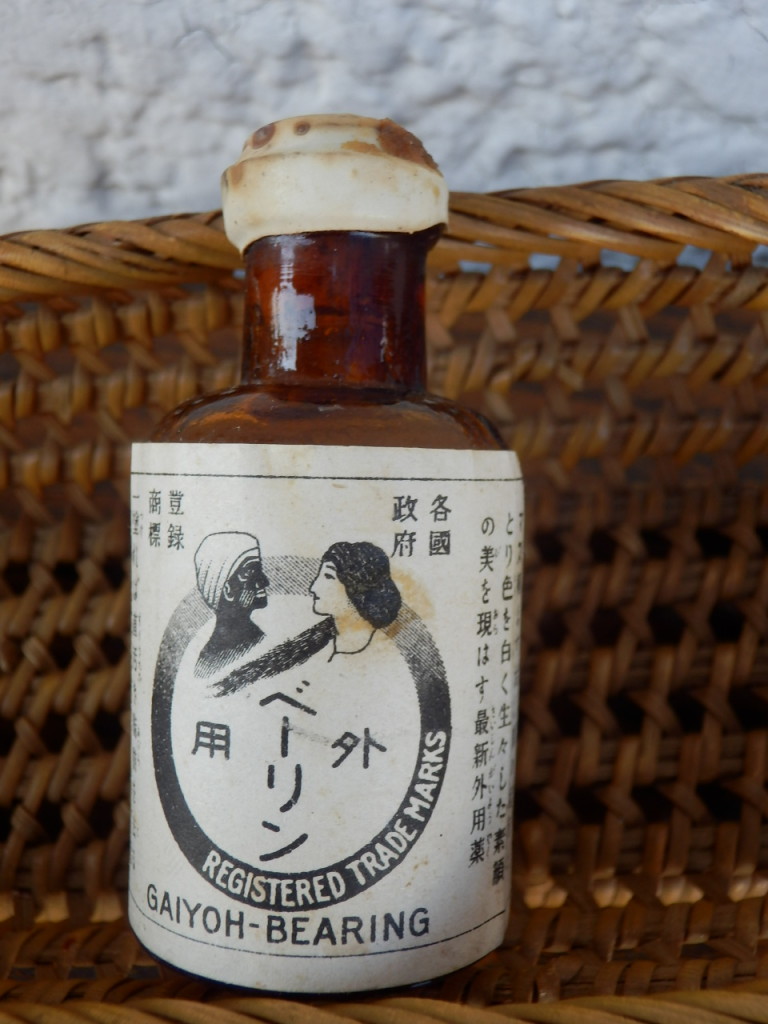 各國
政府
登録
商標
外用
ベーリン
REGISTERED TRADE MARKS
GAIYOH-BEARING
とり色を白く生々した素顔
の美を現はす最新外用薬